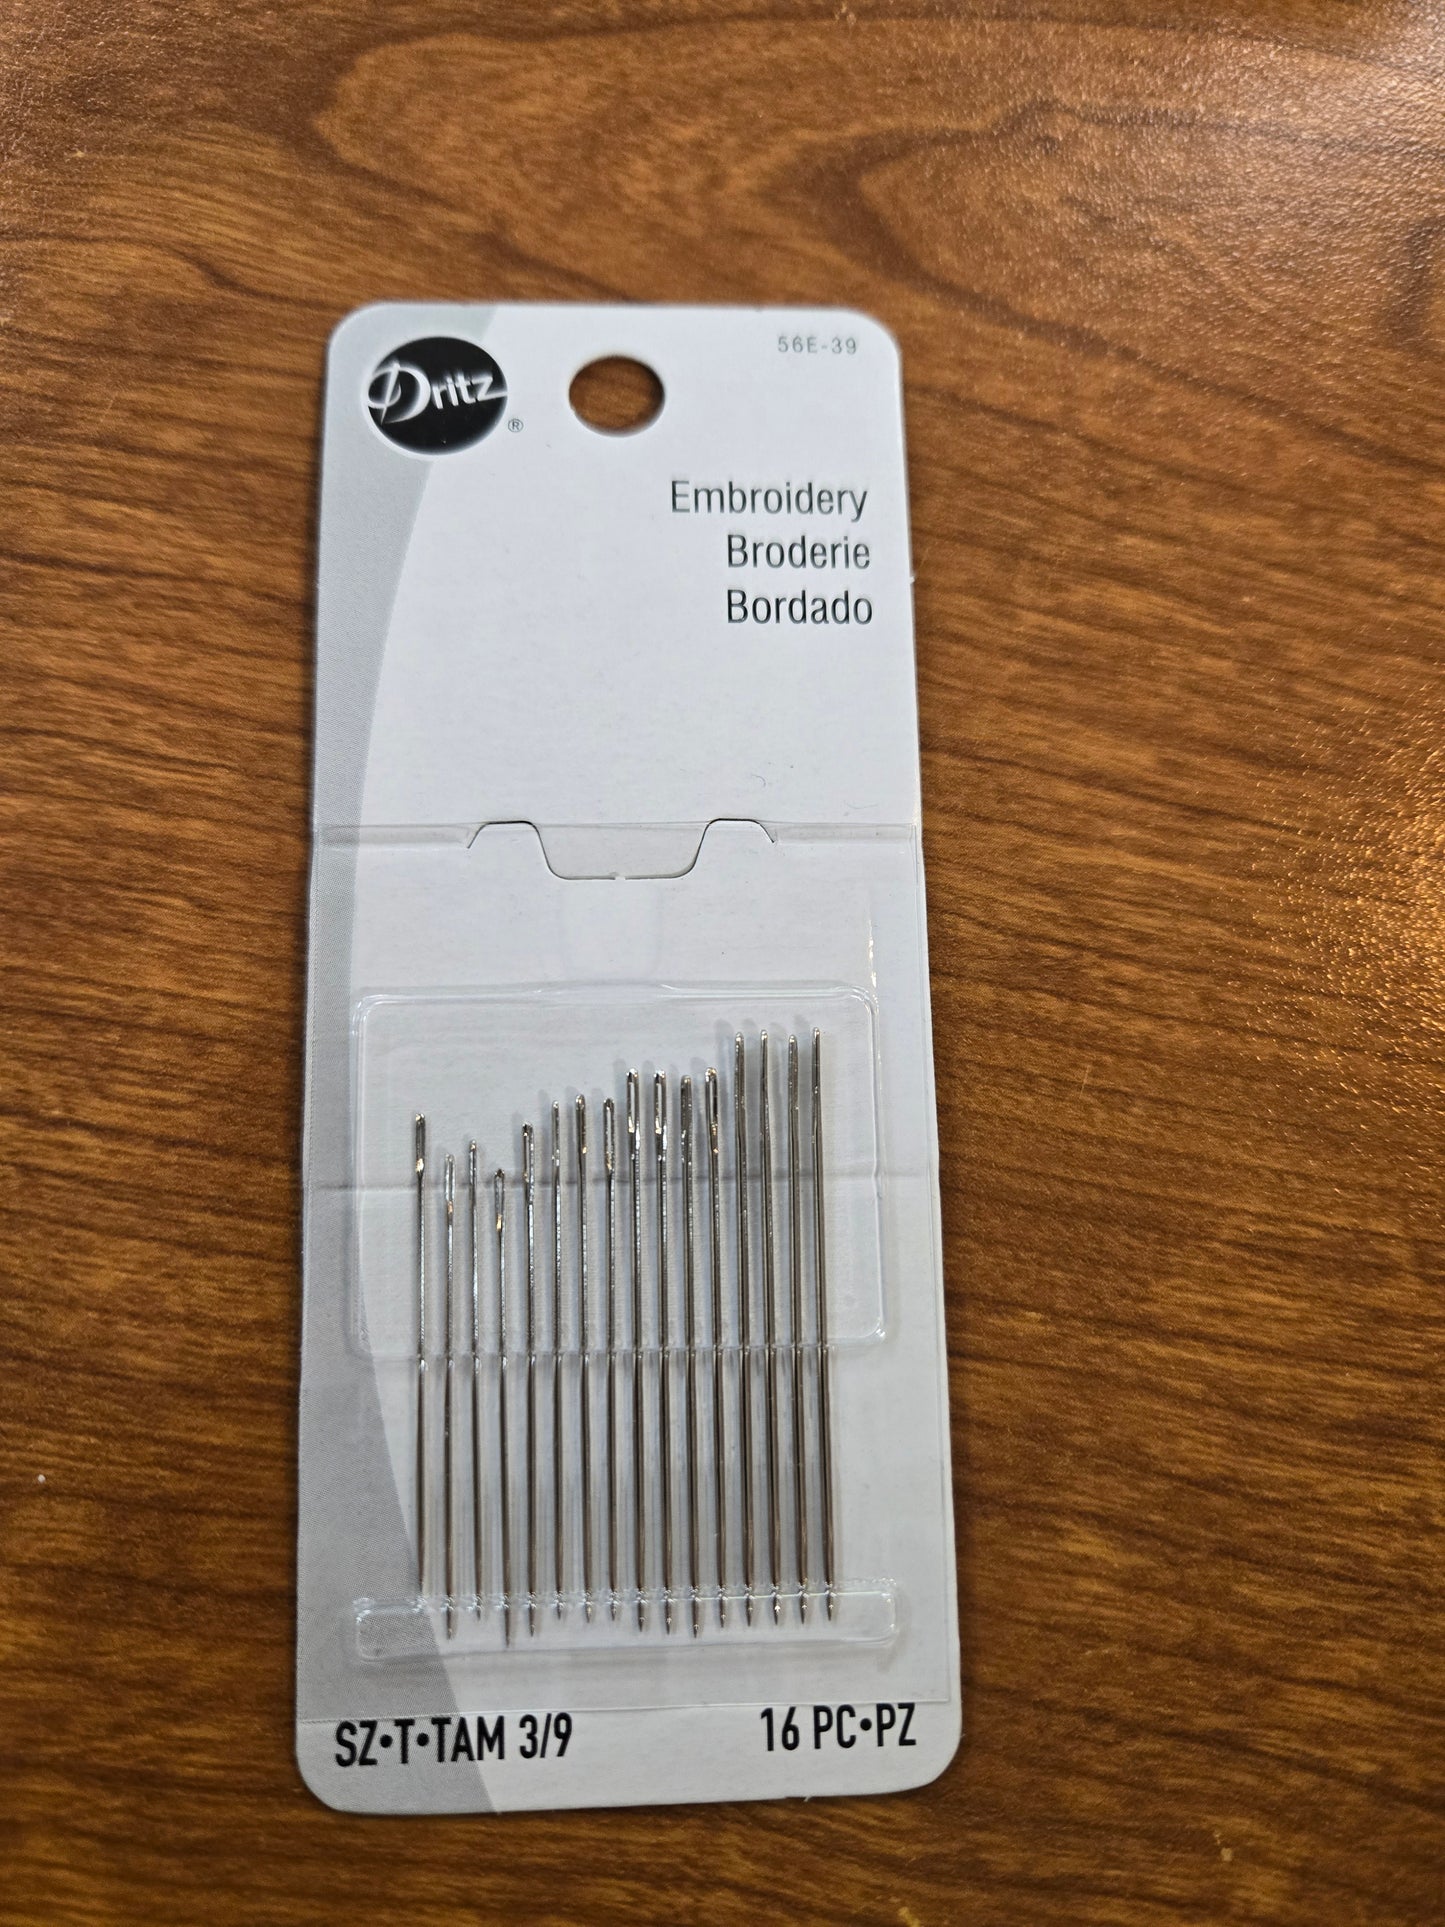 Dritz®
56E-39
Embroidery
Broderie
Bordado
SZ•T•TAM 3/9
16 PC•PZ